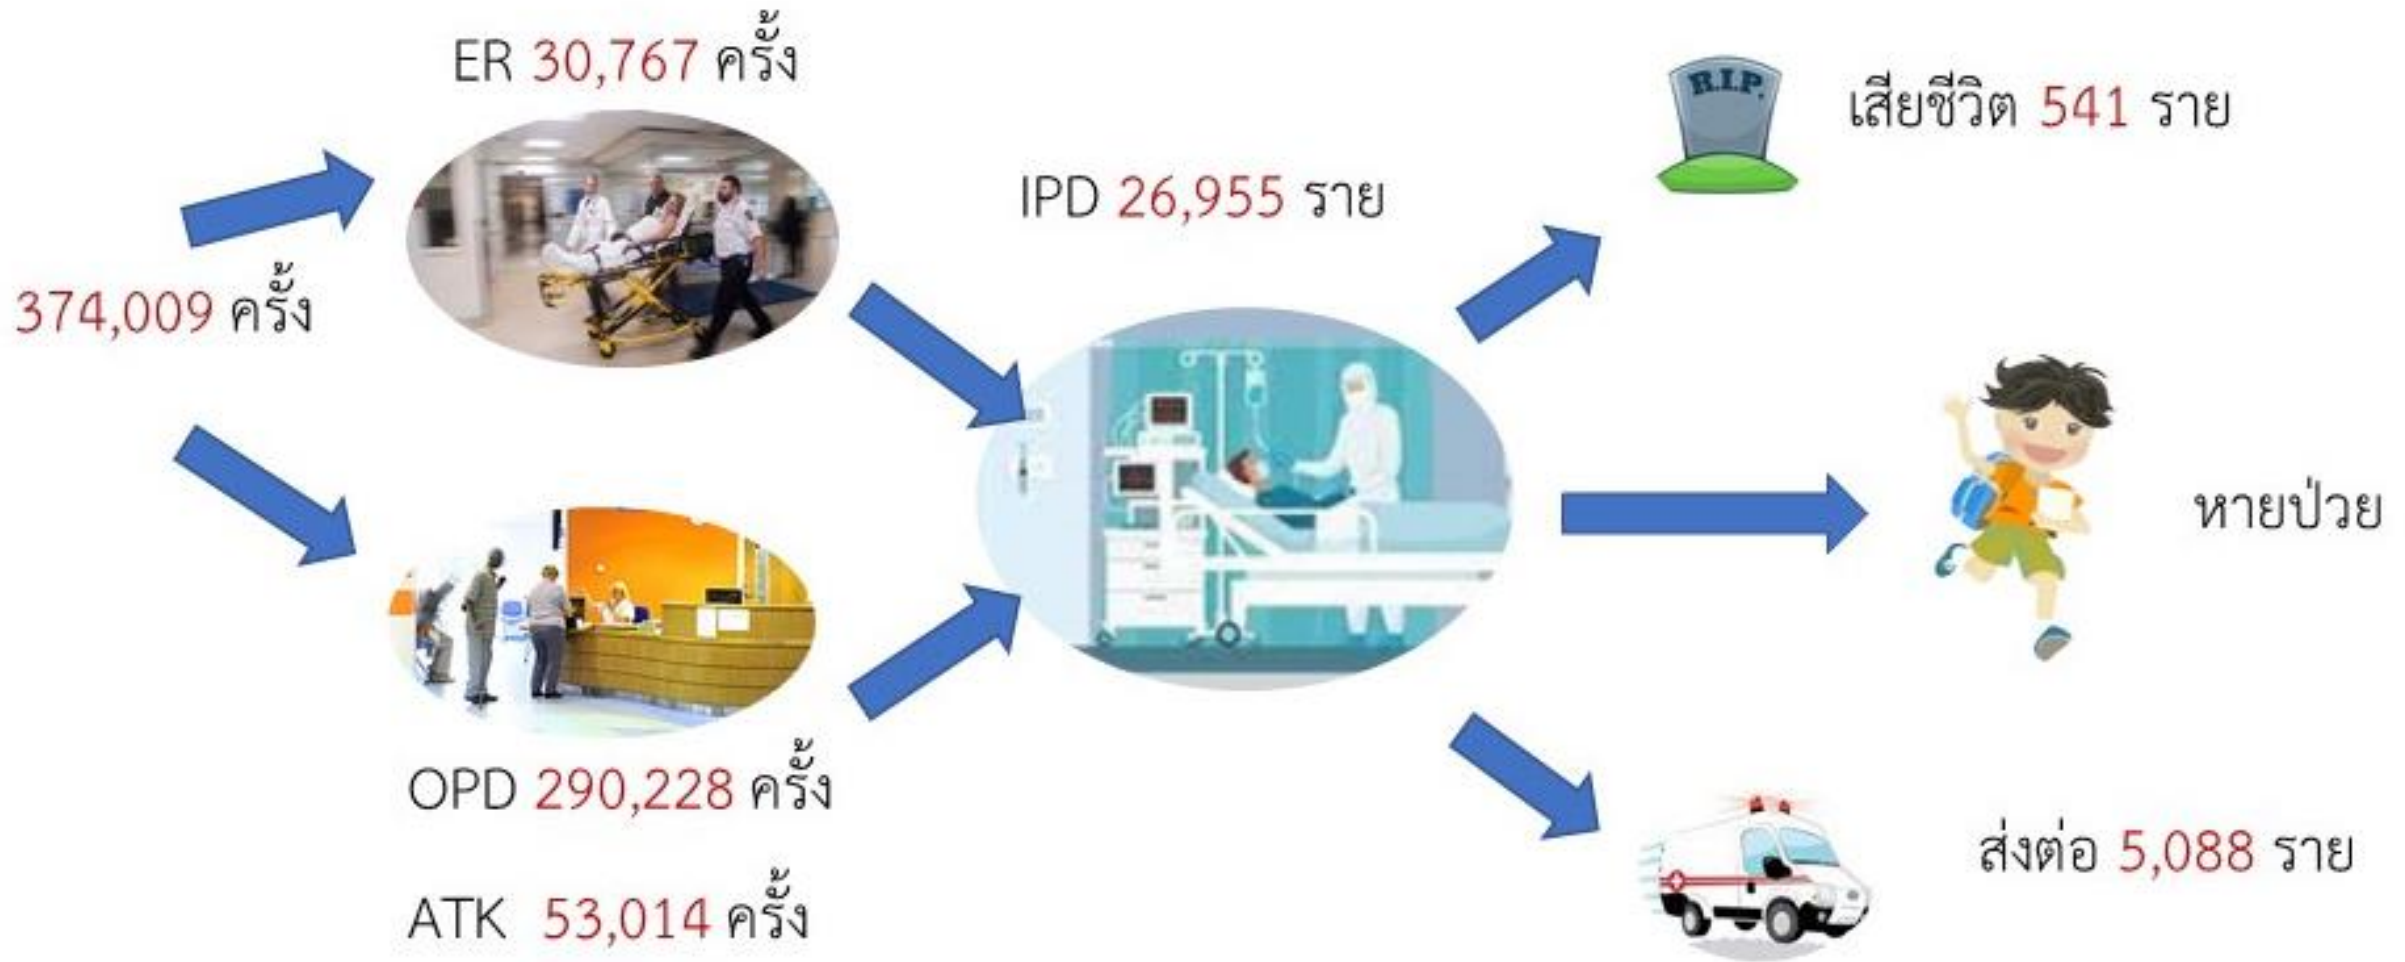 ER 30,767 ครั้ง
R.I.P.
เสียชีวิต 541 ราย
IPD 26,955 ราย
374,009 ครั้ง
หายป่วย
OPD 290,228 ครั้ง
ส่งต่อ 5,088 ราย
ATK 53,014 ครั้ง